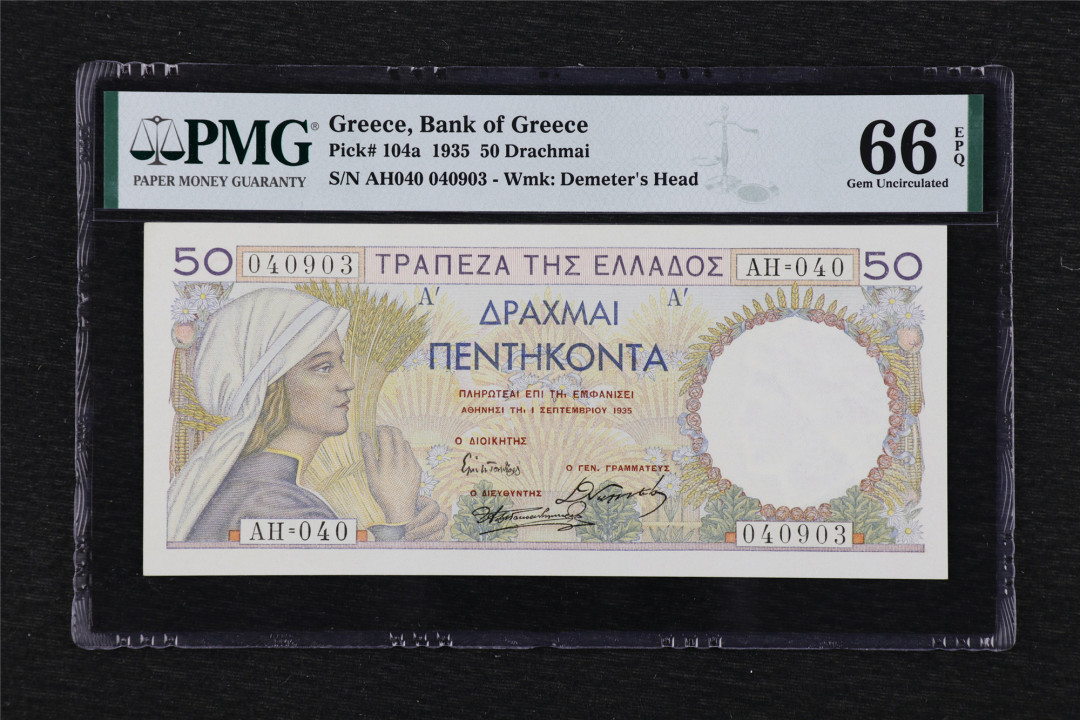 PMG®
PAPER MONEY GUARANTY
Greece, Bank of Greece
Pick# 104a 1935 50 Drachmai
S/N AH040 040903 - Wmk: Demeter's Head
66 EPQ
Gem Uncirculated
50 040903 ΤΡΑΠΕΖΑ ΤΗΣ ΕΛΛΑΔΟΣ ΑΗ=040 50
Α′ Α′
ΔΡΑΧΜΑΙ
ΠΕΝΤΗΚΟΝΤΑ
ΠΛΗΡΩΤΕΑΙ ΕΠΙ ΤΗι ΕΜΦΑΝΙΣΕΙ
ΑΘΗΝΗΣΙ ΤΗι 1 ΣΕΠΤΕΜΒΡΙΟΥ 1935
Ο ΔΙΟΙΚΗΤΗΣ
Ο ΓΕΝ. ΓΡΑΜΜΑΤΕΥΣ
Ο ΔΙΕΥΘΥΝΤΗΣ
ΑΗ=040 040903